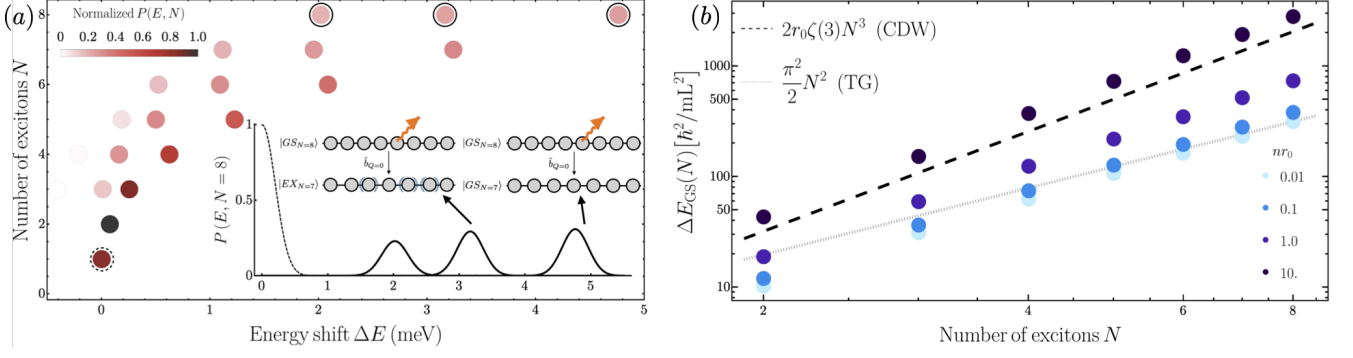 (a)
Normalized P(E, N)
0 0.2 0.4 0.6 0.8 1.0
Number of excitons N
8
6
4
2
0
P(E, N = 8)
1
0.5
0
0 1 2 3 4 5
|GS_{N=8}⟩
b̂_{Q=0}
|EX_{N=7}⟩
|GS_{N=8}⟩
b̂_{Q=0}
|GS_{N=7}⟩
0 1 2 3 4 5
Energy shift ΔE (meV)
(b)
2r₀ζ(3)N³ (CDW)
π²/2 N² (TG)
ΔE_{GS}(N) [ħ²/mL²]
1000
500
100
50
10
nr₀
0.01
0.1
1.0
10.
2 4 6 8
Number of excitons N